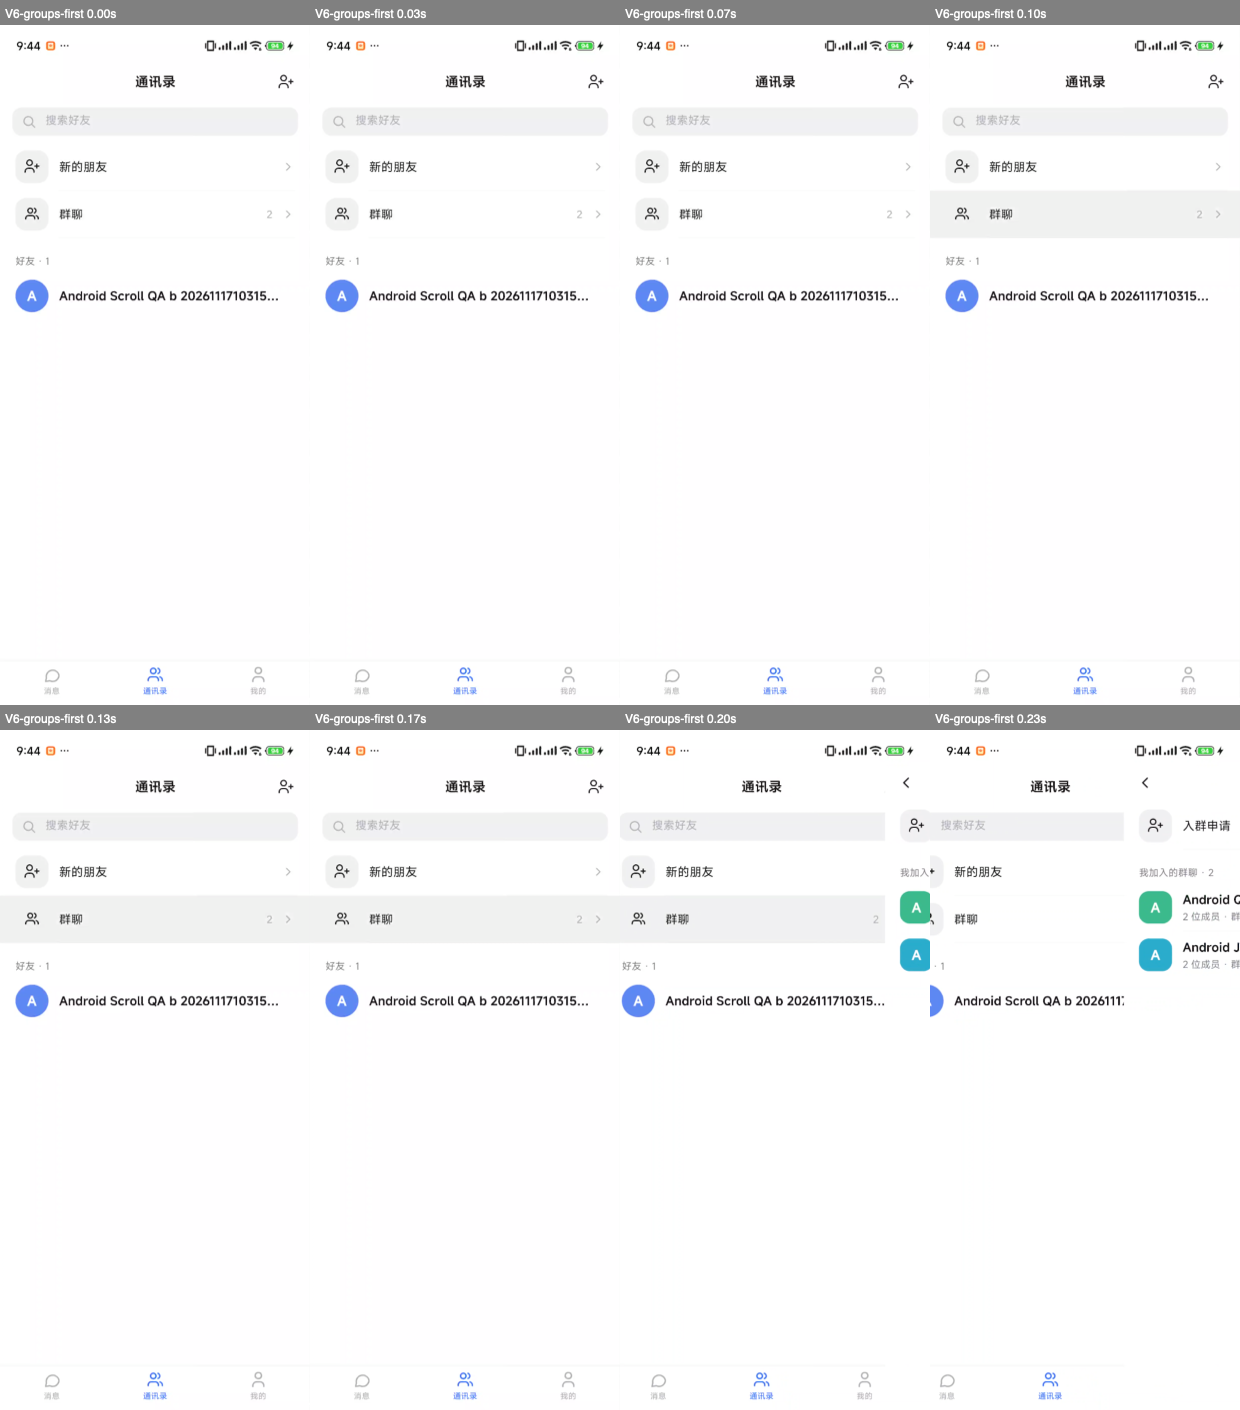 V6-groups-first 0.00s
9:44 ··· 94
通讯录
搜索好友
新的朋友
群聊 2
好友 · 1
A Android Scroll QA b 2026111710315...
消息 通讯录 我的
V6-groups-first 0.03s
9:44 ··· 94
通讯录
搜索好友
新的朋友
群聊 2
好友 · 1
A Android Scroll QA b 2026111710315...
消息 通讯录 我的
V6-groups-first 0.07s
9:44 ··· 94
通讯录
搜索好友
新的朋友
群聊 2
好友 · 1
A Android Scroll QA b 2026111710315...
消息 通讯录 我的
V6-groups-first 0.10s
9:44 ··· 94
通讯录
搜索好友
新的朋友
群聊 2
好友 · 1
A Android Scroll QA b 2026111710315...
消息 通讯录 我的
V6-groups-first 0.13s
9:44 ··· 94
通讯录
搜索好友
新的朋友
群聊 2
好友 · 1
A Android Scroll QA b 2026111710315...
消息 通讯录 我的
V6-groups-first 0.17s
9:44 ··· 94
通讯录
搜索好友
新的朋友
群聊 2
好友 · 1
A Android Scroll QA b 2026111710315...
消息 通讯录 我的
V6-groups-first 0.20s
9:44 ··· 94
通讯录
搜索好友
新的朋友
我加入
群聊 2
A
好友 · 1
A
A Android Scroll QA b 2026111710315...
消息 通讯录 我的
V6-groups-first 0.23s
9:44 ··· 94
通讯录
搜索好友
入群申请
新的朋友
我加入的群聊 · 2
群聊
A Android Q
2 位成员 · 群
A Android J
2 位成员 · 群
· 1
Android Scroll QA b 2026111
消息 通讯录